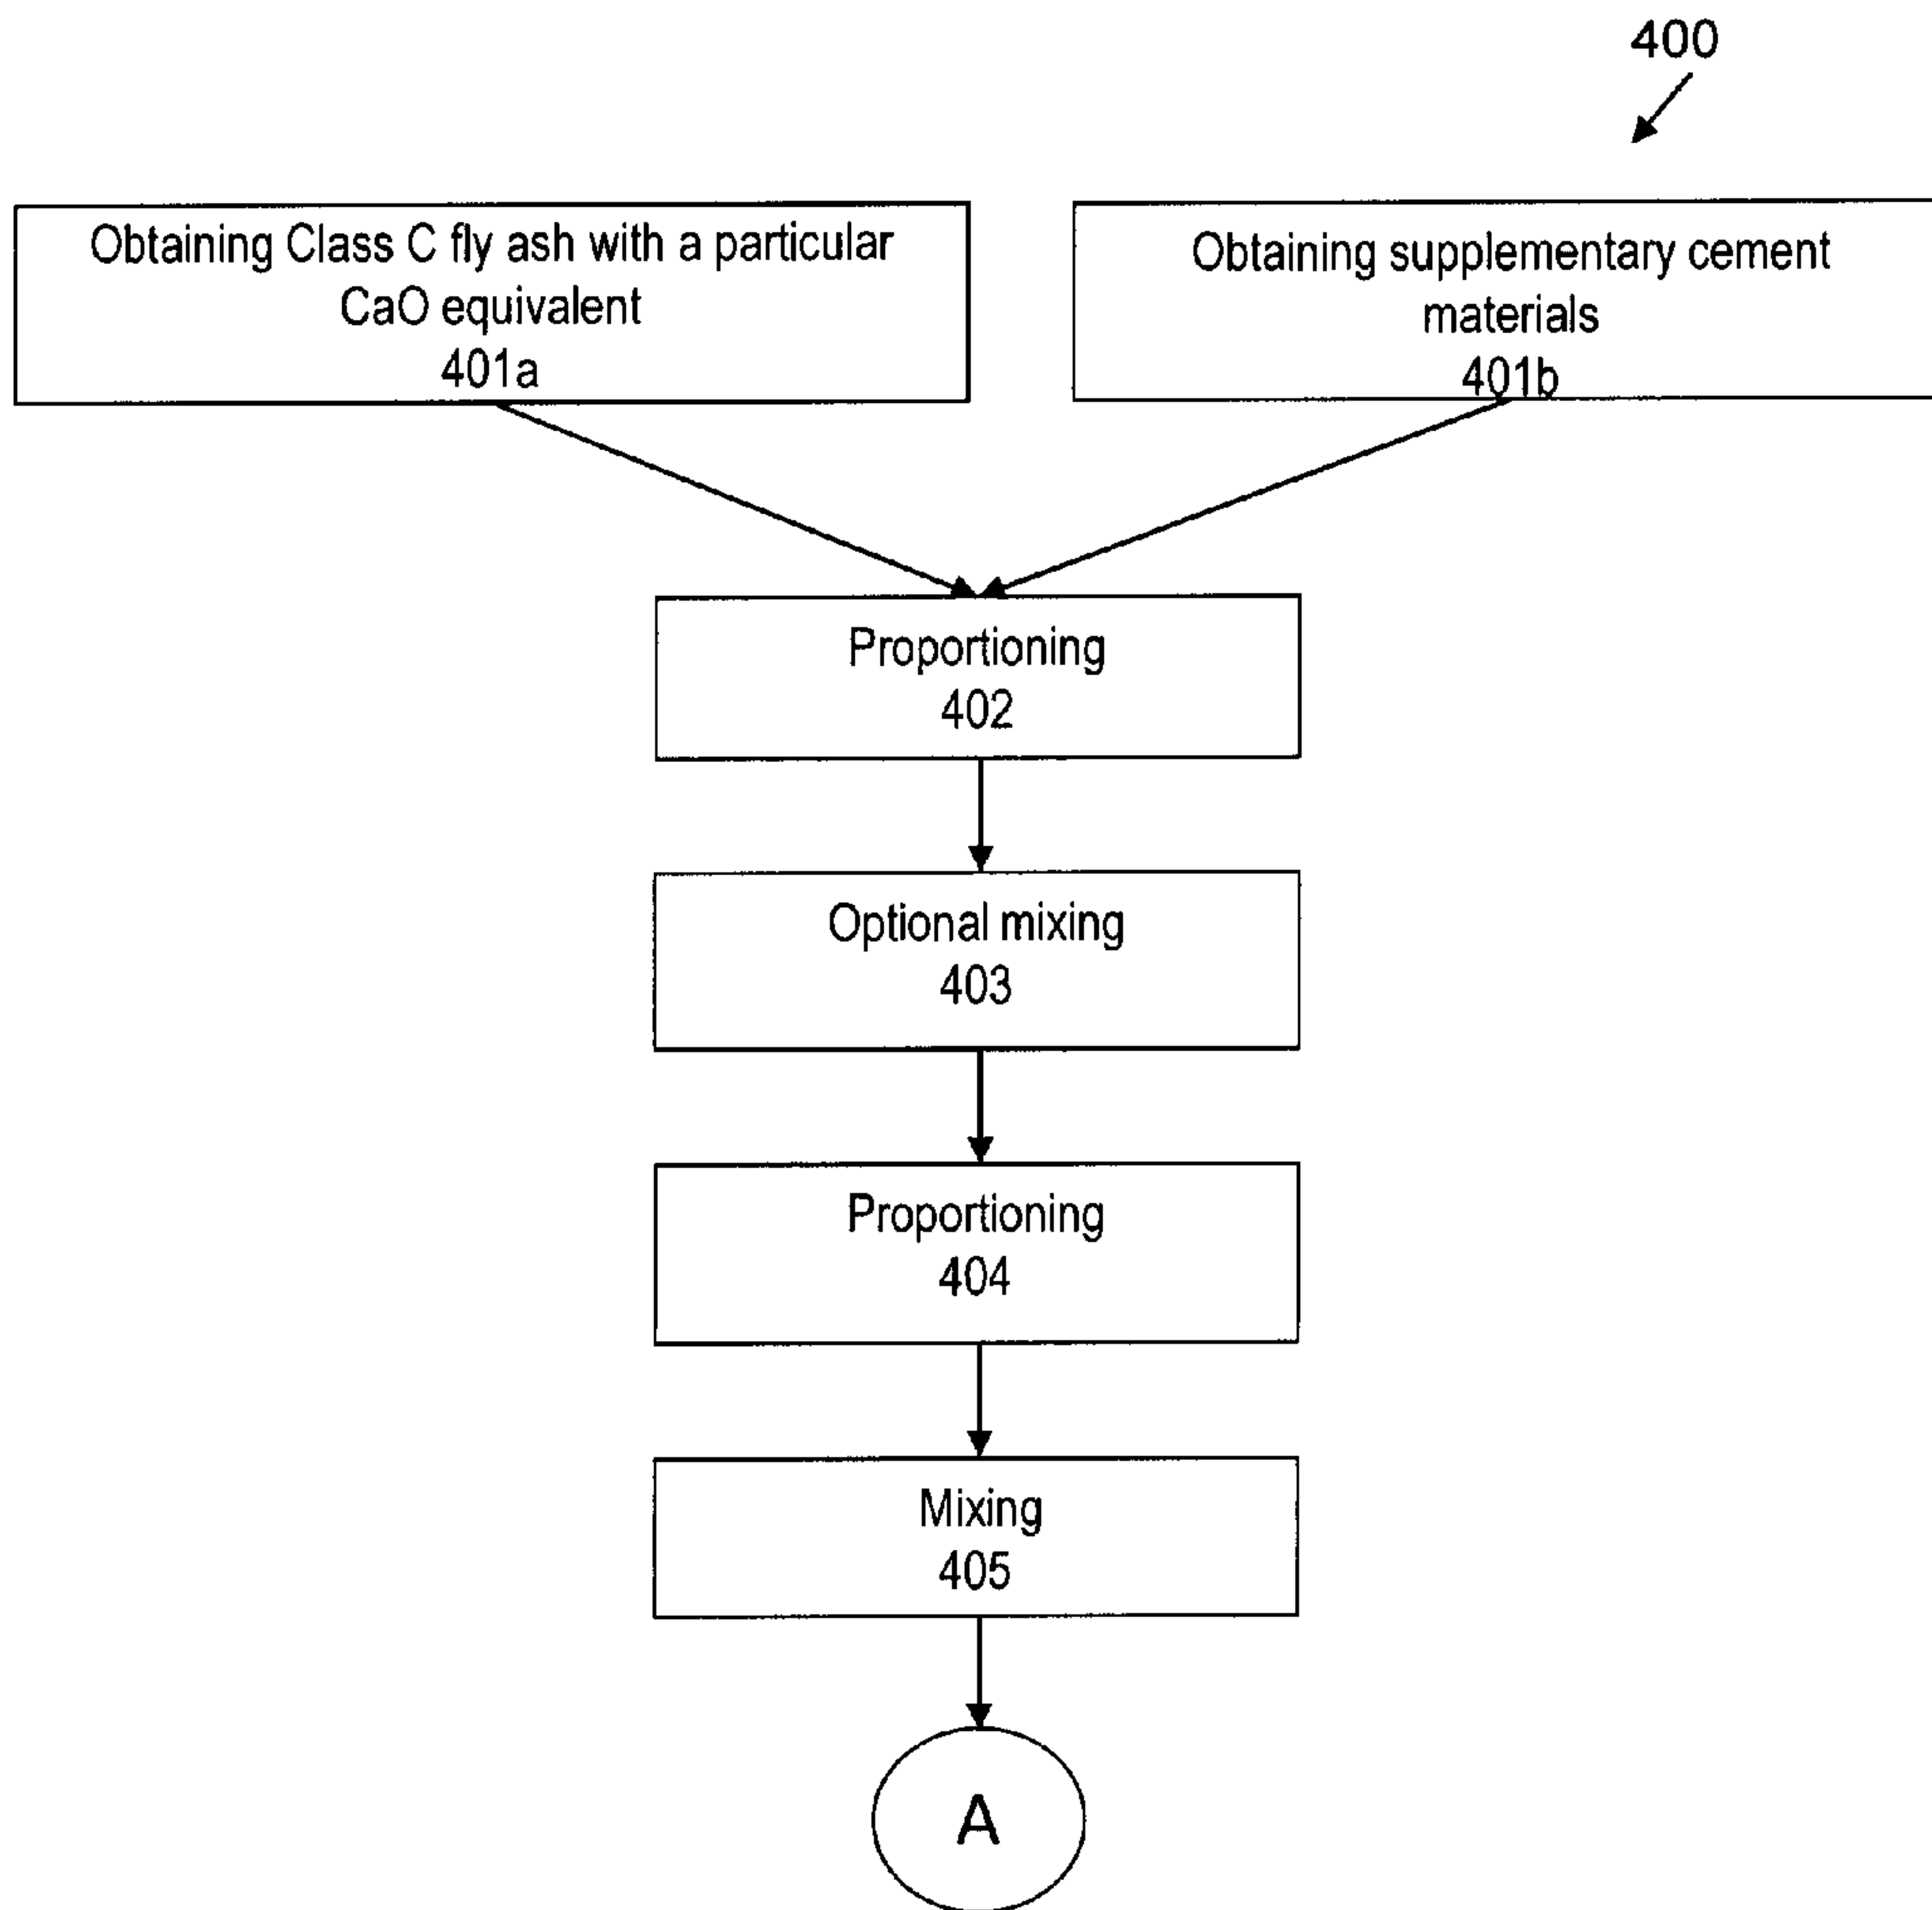 400
Obtaining Class C fly ash with a particular
CaO equivalent
401a
Obtaining supplementary cement
materials
401b
Proportioning
402
Optional mixing
403
Proportioning
404
Mixing
405
A